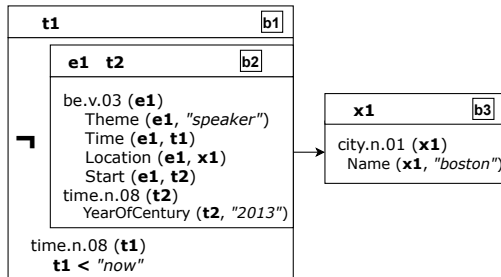 t1 b1
e1 t2 b2
be.v.03 (e1)
Theme (e1, "speaker")
Time (e1, t1)
Location (e1, x1)
Start (e1, t2)
time.n.08 (t2)
YearOfCentury (t2, "2013")
¬
time.n.08 (t1)
t1 < "now"
x1 b3
city.n.01 (x1)
Name (x1, "boston")